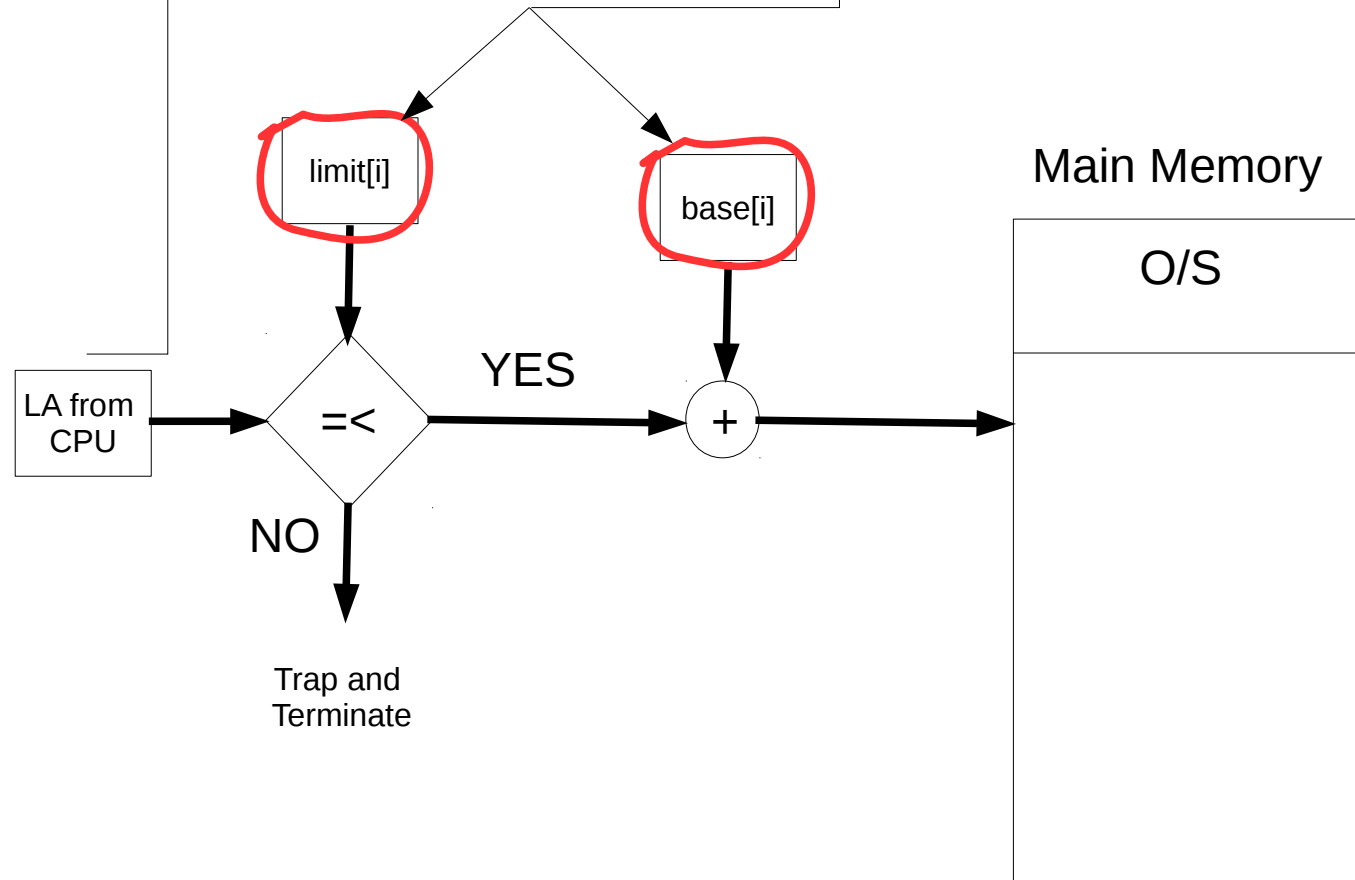 limit[i]
base[i]
Main Memory
O/S
YES
LA from
CPU
=<
+
NO
Trap and
Terminate